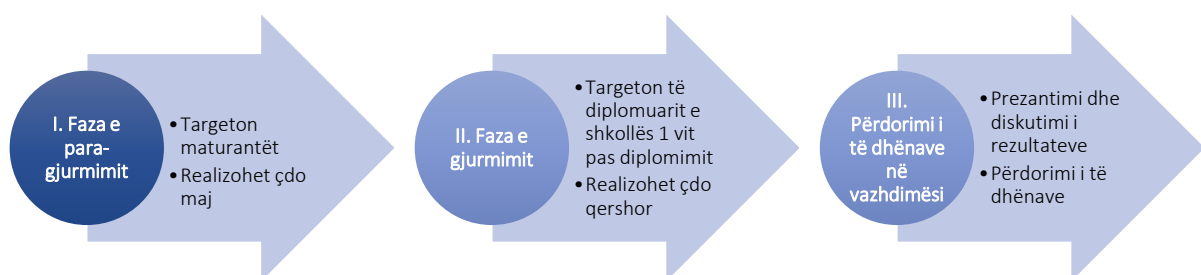 I. Faza e
para-
gjurmimit
•Targeton
maturantët
•Realizohet çdo
maj
II. Faza e
gjurmimit
•Targeton të
diplomuarit e
shkollës 1 vit
pas diplomimit
•Realizohet çdo
qershor
III.
Përdorimi i
të dhënave
në
vazhdimësi
•Prezantimi dhe
diskutimi i
rezultateve
•Përdorimi i të
dhënave